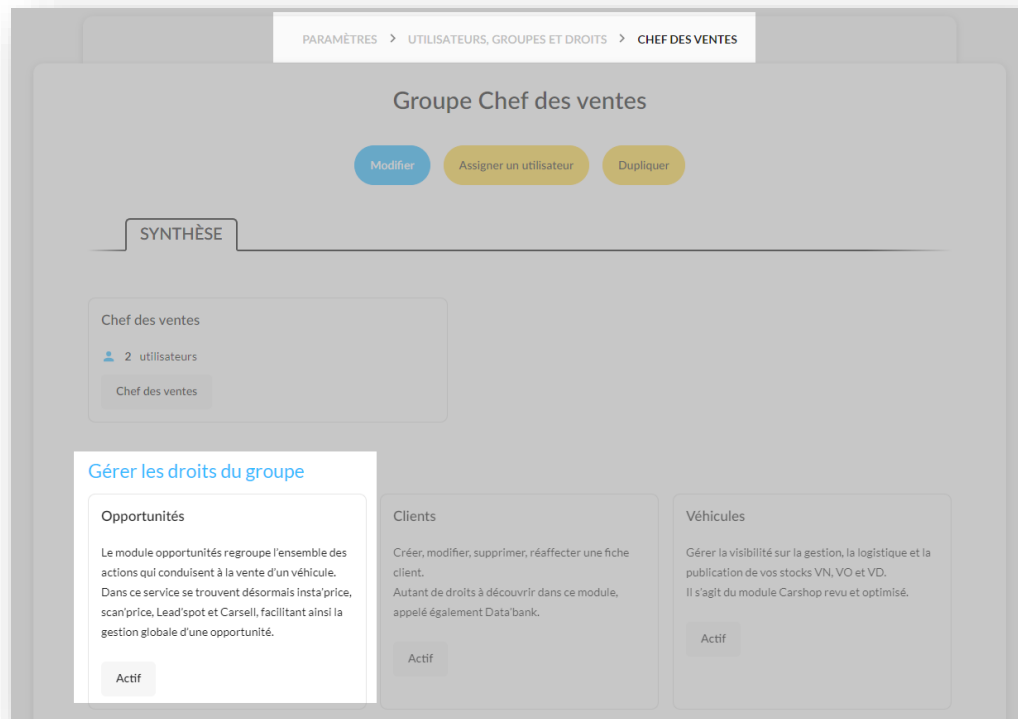 PARAMÈTRES > UTILISATEURS, GROUPES ET DROITS > CHEF DES VENTES
Groupe Chef des ventes
Modifier
Assigner un utilisateur
Dupliquer
SYNTHÈSE
Chef des ventes
2 utilisateurs
Chef des ventes
Gérer les droits du groupe
Opportunités
Le module opportunités regroupe l'ensemble des
actions qui conduisent à la vente d'un véhicule.
Dans ce service se trouvent désormais insta'price,
scan'price, Lead'spot et Carsell, facilitant ainsi la
gestion globale d'une opportunité.
Actif
Clients
Créer, modifier, supprimer, réaffecter une fiche
client.
Autant de droits à découvrir dans ce module,
appelé également Data'bank.
Actif
Véhicules
Gérer la visibilité sur la gestion, la logistique et la
publication de vos stocks VN, VO et VD.
Il s'agit du module Carshop revu et optimisé.
Actif